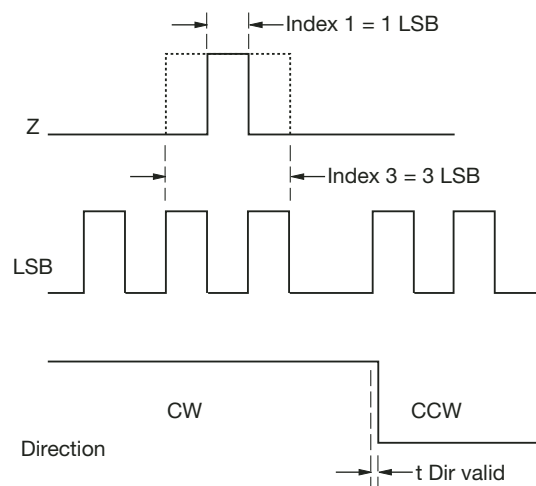 Index 1 = 1 LSB
Z
Index 3 = 3 LSB
LSB
CW
CCW
Direction
t Dir valid